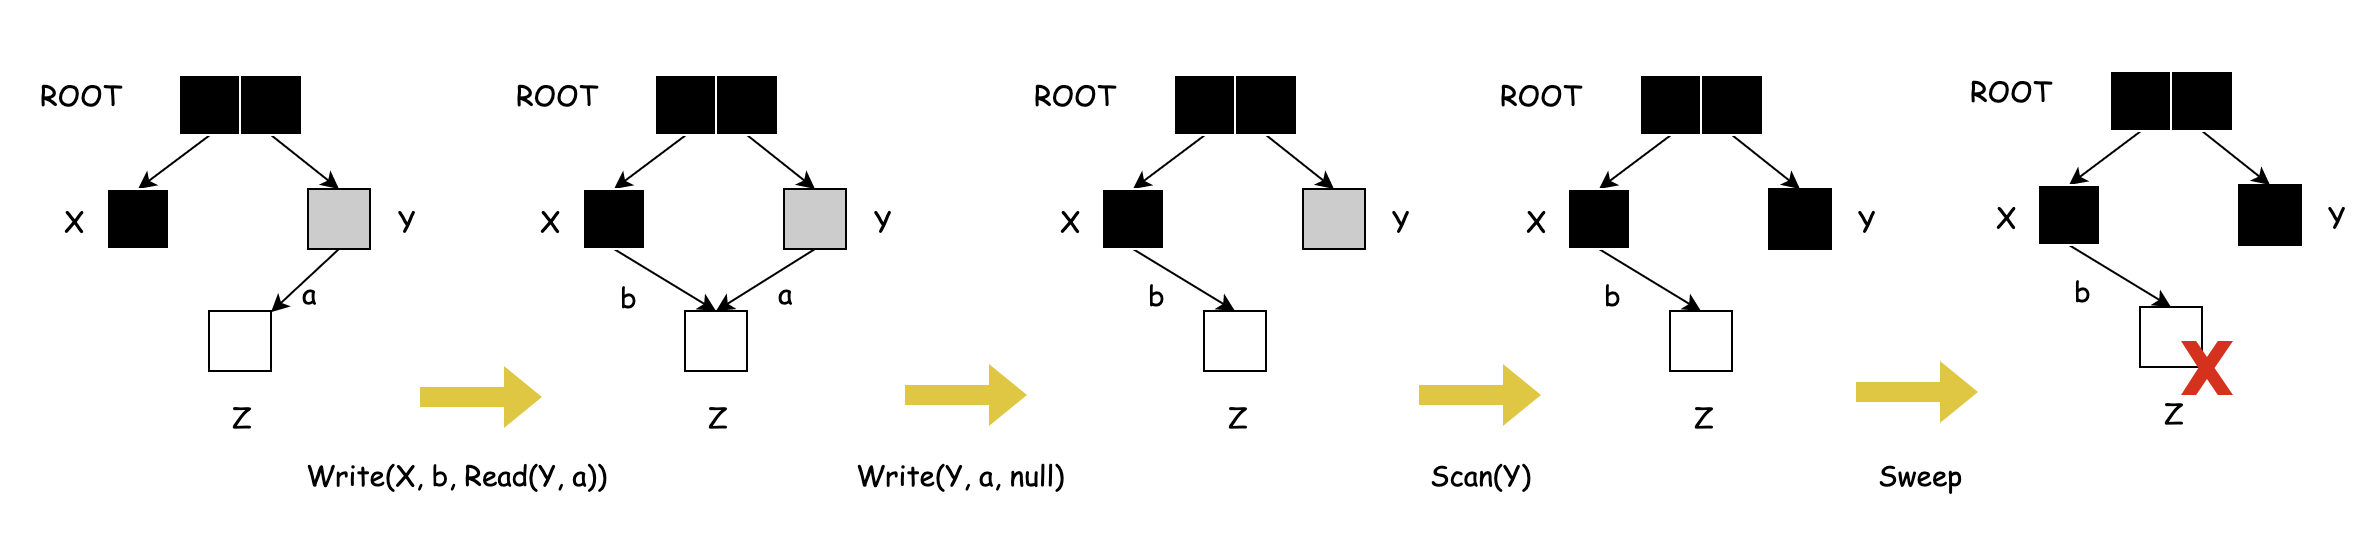 ROOT
X
Y
a
Z
Write(X, b, Read(Y, a))
ROOT
X
Y
b
a
Z
Write(Y, a, null)
ROOT
X
Y
b
Z
Scan(Y)
ROOT
X
Y
b
Z
Sweep
ROOT
X
Y
b
X
Z